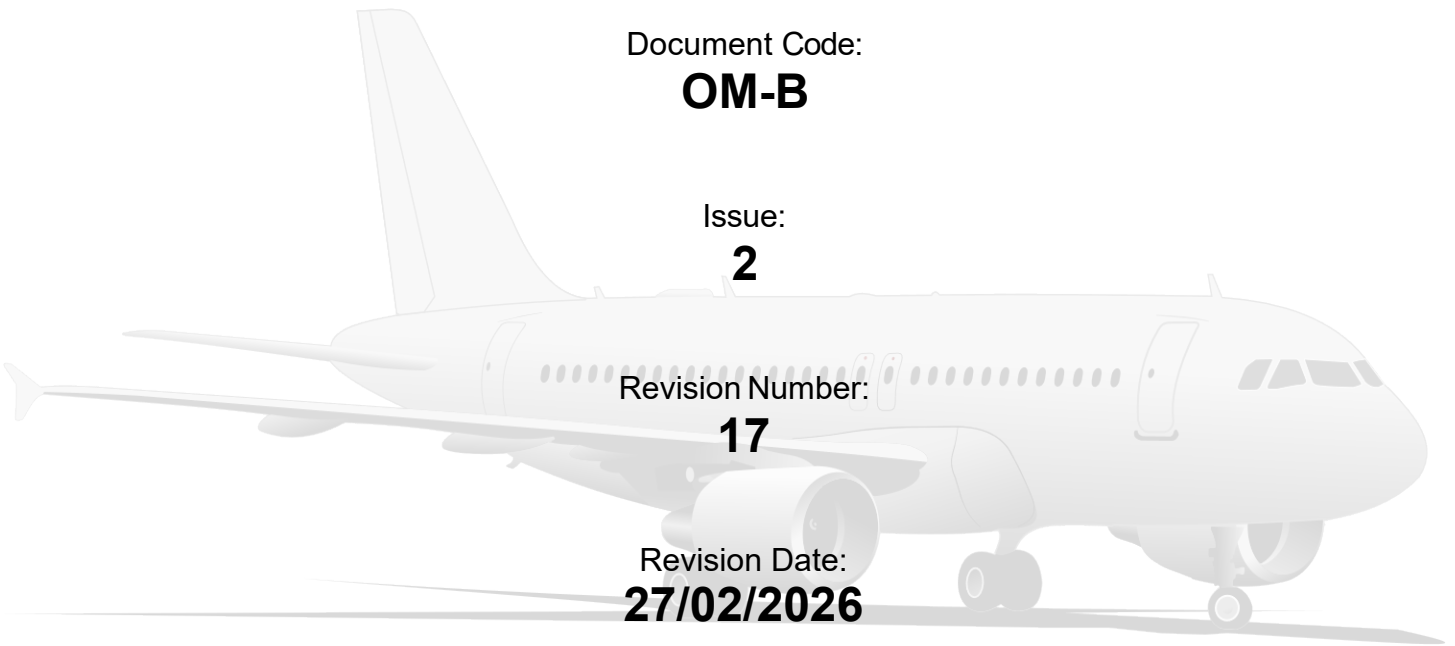 Document Code:
OM-B
Issue:
2
Revision Number:
17
Revision Date:
27/02/2026